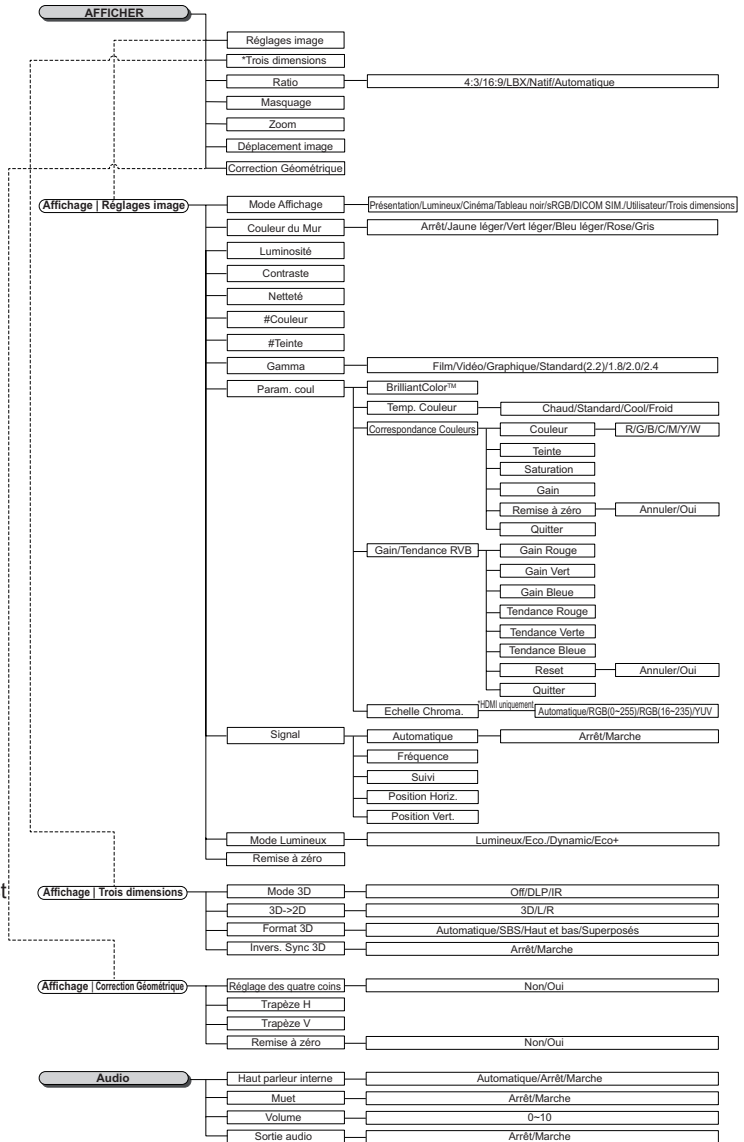 AFFICHER
Réglages image
*Trois dimensions
Ratio
4:3/16:9/LBX/Natif/Automatique
Masquage
Zoom
Déplacement image
Correction Géométrique
Affichage | Réglages image
Mode Affichage
Présentation/Lumineux/Cinéma/Tableau noir/sRGB/DICOM SIM./Utilisateur/Trois dimensions
Couleur du Mur
Arrêt/Jaune léger/Vert léger/Bleu léger/Rose/Gris
Luminosité
Contraste
Netteté
#Couleur
#Teinte
Gamma
Film/Vidéo/Graphique/Standard(2.2)/1.8/2.0/2.4
Param. coul
BrilliantColor™
Temp. Couleur
Chaud/Standard/Cool/Froid
Correspondance Couleurs
Couleur
R/G/B/C/M/Y/W
Teinte
Saturation
Gain
Remise à zéro
Annuler/Oui
Quitter
Gain/Tendance RVB
Gain Rouge
Gain Vert
Gain Bleue
Tendance Rouge
Tendance Verte
Tendance Bleue
Reset
Annuler/Oui
Quitter
Echelle Chroma.
*HDMI uniquement
Automatique/RGB(0~255)/RGB(16~235)/YUV
Signal
Automatique
Arrêt/Marche
Fréquence
Suivi
Position Horiz.
Position Vert.
Mode Lumineux
Lumineux/Eco./Dynamic/Eco+
Remise à zéro
t
Affichage | Trois dimensions
Mode 3D
Off/DLP/IR
3D->2D
3D/L/R
Format 3D
Automatique/SBS/Haut et bas/Superposés
Invers. Sync 3D
Arrêt/Marche
Affichage | Correction Géométrique
Réglage des quatre coins
Non/Oui
Trapèze H
Trapèze V
Remise à zéro
Non/Oui
Audio
Haut parleur interne
Automatique/Arrêt/Marche
Muet
Arrêt/Marche
Volume
0~10
Sortie audio
Arrêt/Marche